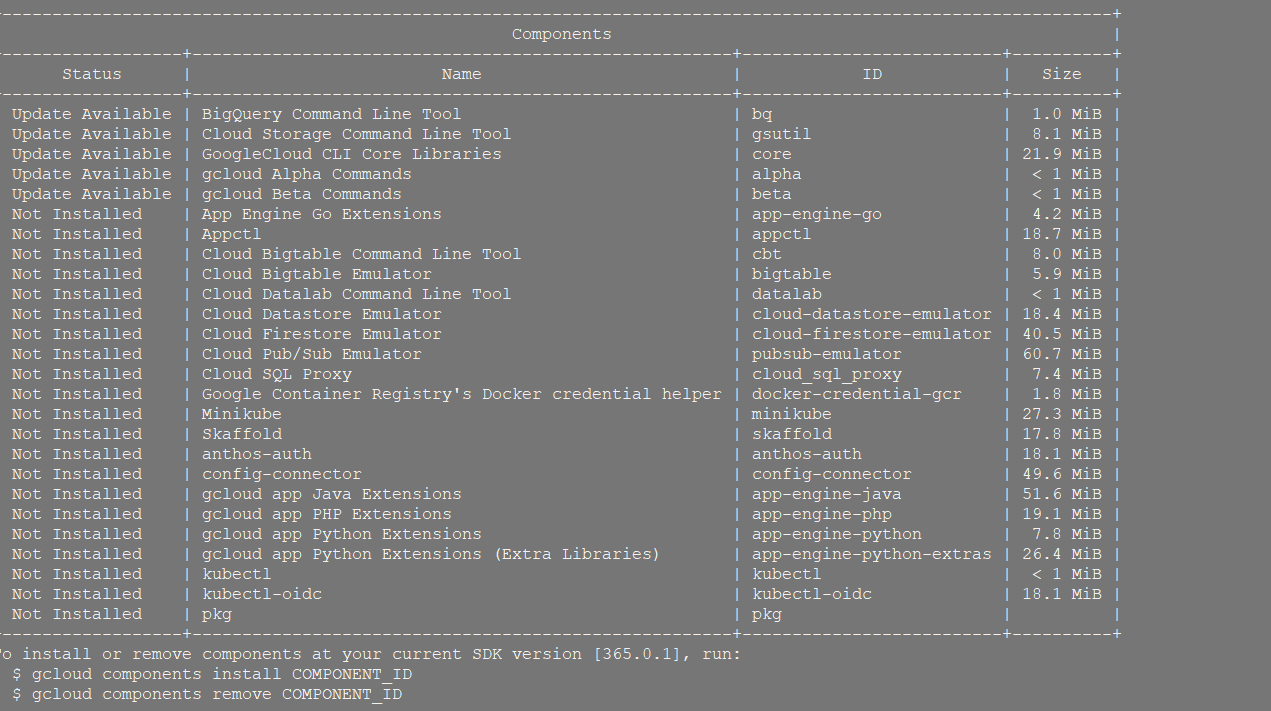 Components
Status | Name | ID | Size |
Update Available | BigQuery Command Line Tool | bq | 1.0 MiB |
Update Available | Cloud Storage Command Line Tool | gsutil | 8.1 MiB |
Update Available | GoogleCloud CLI Core Libraries | core | 21.9 MiB |
Update Available | gcloud Alpha Commands | alpha | < 1 MiB |
Update Available | gcloud Beta Commands | beta | < 1 MiB |
Not Installed | App Engine Go Extensions | app-engine-go | 4.2 MiB |
Not Installed | Appctl | appctl | 18.7 MiB |
Not Installed | Cloud Bigtable Command Line Tool | cbt | 8.0 MiB |
Not Installed | Cloud Bigtable Emulator | bigtable | 5.9 MiB |
Not Installed | Cloud Datalab Command Line Tool | datalab | < 1 MiB |
Not Installed | Cloud Datastore Emulator | cloud-datastore-emulator | 18.4 MiB |
Not Installed | Cloud Firestore Emulator | cloud-firestore-emulator | 40.5 MiB |
Not Installed | Cloud Pub/Sub Emulator | pubsub-emulator | 60.7 MiB |
Not Installed | Cloud SQL Proxy | cloud_sql_proxy | 7.4 MiB |
Not Installed | Google Container Registry's Docker credential helper | docker-credential-gcr | 1.8 MiB |
Not Installed | Minikube | minikube | 27.3 MiB |
Not Installed | Skaffold | skaffold | 17.8 MiB |
Not Installed | anthos-auth | anthos-auth | 18.1 MiB |
Not Installed | config-connector | config-connector | 49.6 MiB |
Not Installed | gcloud app Java Extensions | app-engine-java | 51.6 MiB |
Not Installed | gcloud app PHP Extensions | app-engine-php | 19.1 MiB |
Not Installed | gcloud app Python Extensions | app-engine-python | 7.8 MiB |
Not Installed | gcloud app Python Extensions (Extra Libraries) | app-engine-python-extras | 26.4 MiB |
Not Installed | kubectl | kubectl | < 1 MiB |
Not Installed | kubectl-oidc | kubectl-oidc | 18.1 MiB |
Not Installed | pkg | pkg | |
To install or remove components at your current SDK version [365.0.1], run:
$ gcloud components install COMPONENT_ID
$ gcloud components remove COMPONENT_ID